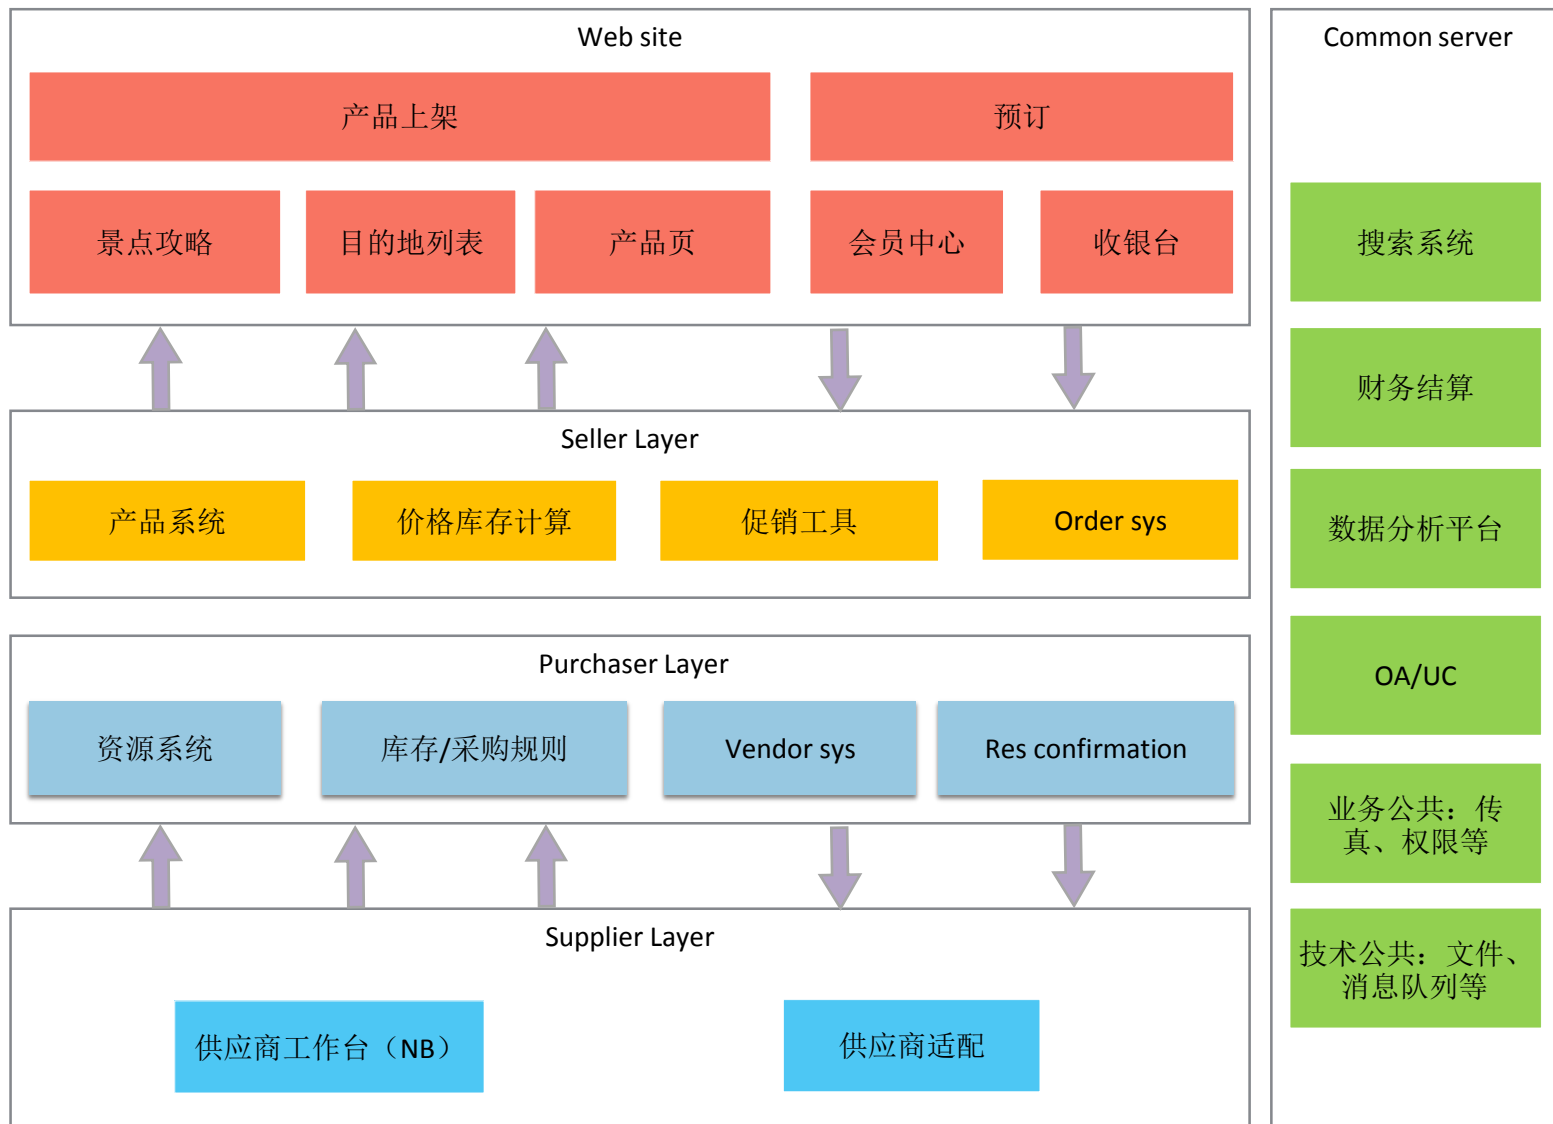 Web site
产品上架
预订
景点攻略
目的地列表
产品页
会员中心
收银台
Seller Layer
产品系统
价格库存计算
促销工具
Order sys
Purchaser Layer
资源系统
库存/采购规则
Vendor sys
Res confirmation
Supplier Layer
供应商工作台（NB）
供应商适配
Common server
搜索系统
财务结算
数据分析平台
OA/UC
业务公共：传
真、权限等
技术公共：文件、
消息队列等